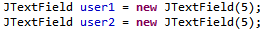 JTextField user1 = new JTextField(5);
JTextField user2 = new JTextField(5);